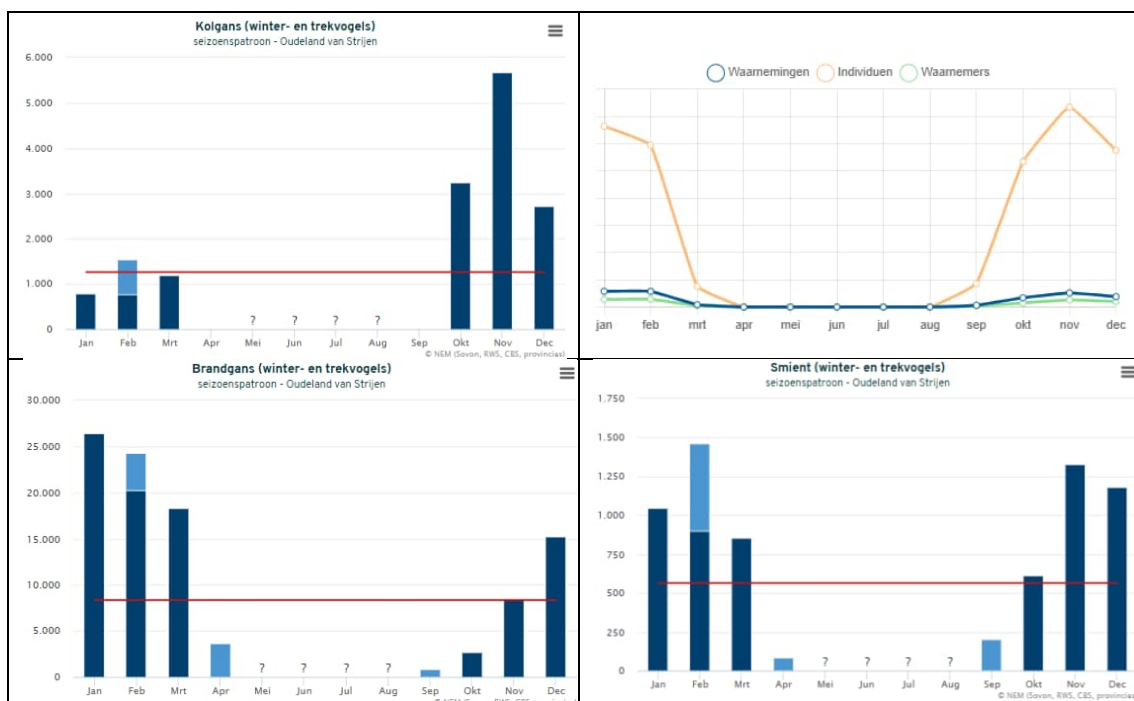 Kolgans (winter- en trekvogels)
seizoenspatroon - Oudeland van Strijen
6.000
5.000
4.000
3.000
2.000
1.000
0
Jan Feb Mrt Apr Mei Jun Jul Aug Sep Okt Nov Dec
? ? ? ?
© NEM (Sovon, RWS, CBS, provincies)
Waarnemingen Individuen Waarnemers
jan feb mrt apr mei jun jul aug sep okt nov dec
Brandgans (winter- en trekvogels)
seizoenspatroon - Oudeland van Strijen
30.000
25.000
20.000
15.000
10.000
5.000
0
? ? ? ?
Jan Feb Mrt Apr Mei Jun Jul Aug Sep Okt Nov Dec
© NEM (Sovon, RWS, CBS, provincies)
Smient (winter- en trekvogels)
seizoenspatroon - Oudeland van Strijen
1.750
1.500
1.250
1.000
750
500
250
0
? ? ? ?
Jan Feb Mrt Apr Mei Jun Jul Aug Sep Okt Nov Dec
© NEM (Sovon, RWS, CBS, provincies)